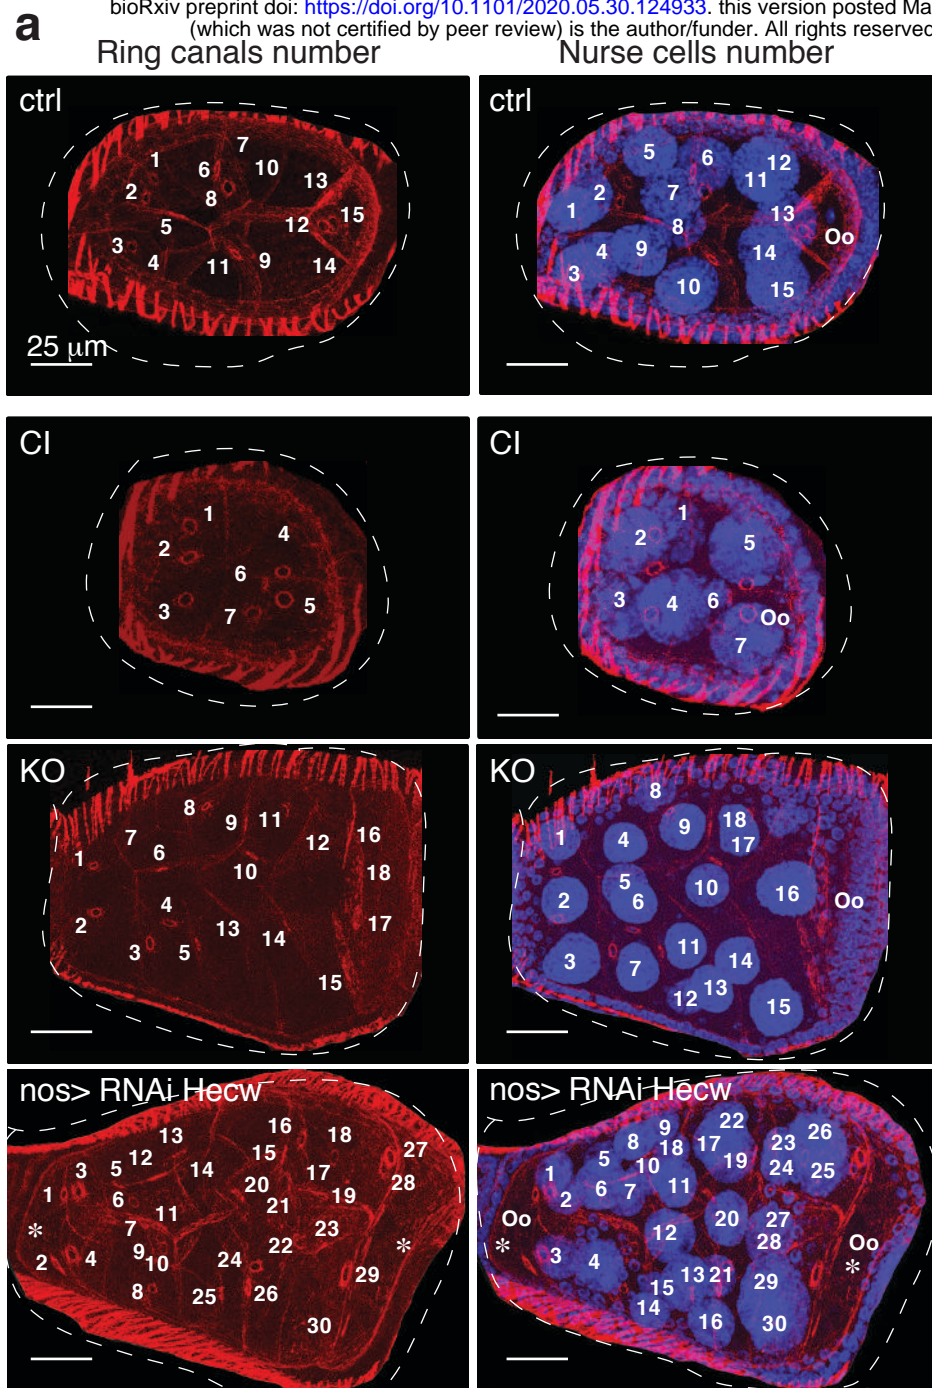 bioRxiv preprint doi: https://doi.org/10.1101/2020.05.30.124933. this version posted Ma
(which was not certified by peer review) is the author/funder. All rights reserved
a
Ring canals number
Nurse cells number
ctrl
1 2 3 4 5 6 7 8 9 10 11 12 13 14 15
25 μm
ctrl
1 2 3 4 5 6 7 8 9 10 11 12 13 14 15 Oo
CI
1 2 3 4 5 6 7
CI
1 2 3 4 5 6 7 Oo
KO
1 2 3 4 5 6 7 8 9 10 11 12 13 14 15 16 17 18
KO
1 2 3 4 5 6 7 8 9 10 11 12 13 14 15 16 17 18 Oo
nos> RNAi Hecw
1 2 3 4 5 6 7 8 9 10 11 12 13 14 15 16 17 18 19 20 21 22 23 24 25 26 27 28 29 30 * *
nos> RNAi Hecw
1 2 3 4 5 6 7 8 9 10 11 12 13 14 15 16 17 18 19 20 21 22 23 24 25 26 27 28 29 30 Oo * Oo *